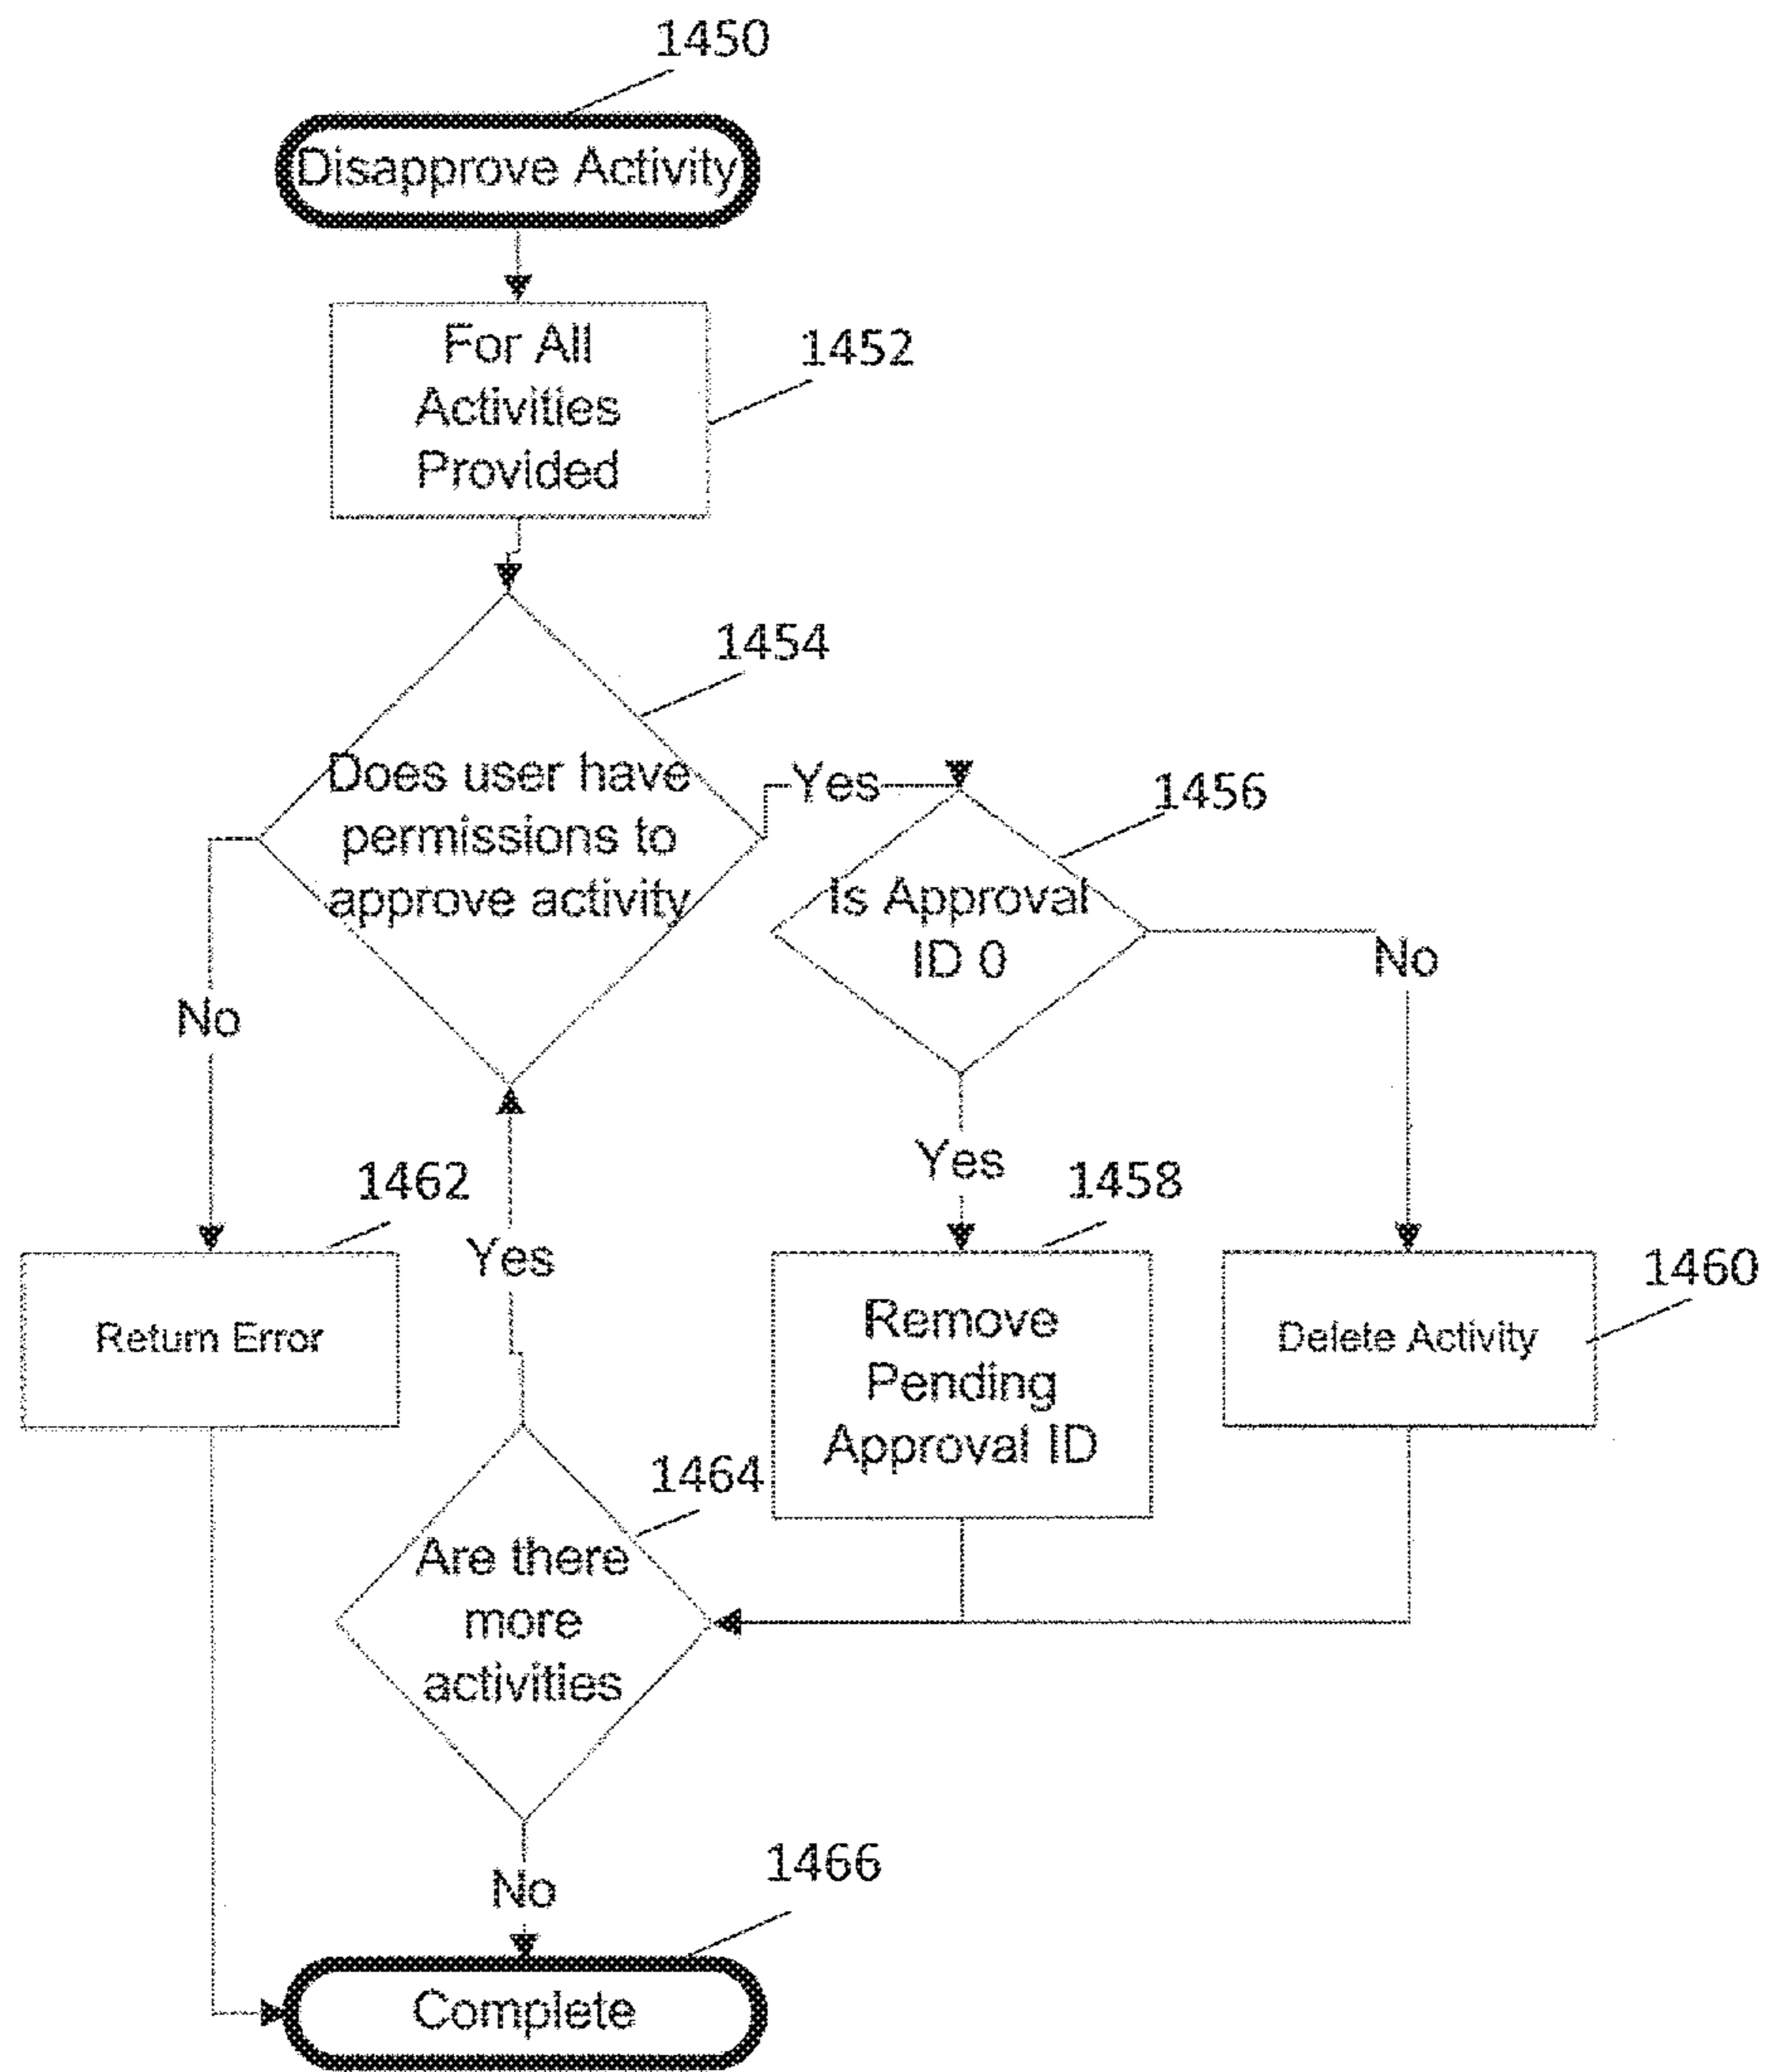 1450
Disapprove Activity
For All
Activities
Provided
1452
1454
Does user have
permissions to
approve activity
Yes
1456
Is Approval
ID 0
No
No
Yes
1458
1462
Yes
1460
Return Error
Remove
Pending
Approval ID
Delete Activity
1464
Are there
more
activities
No
1466
Complete